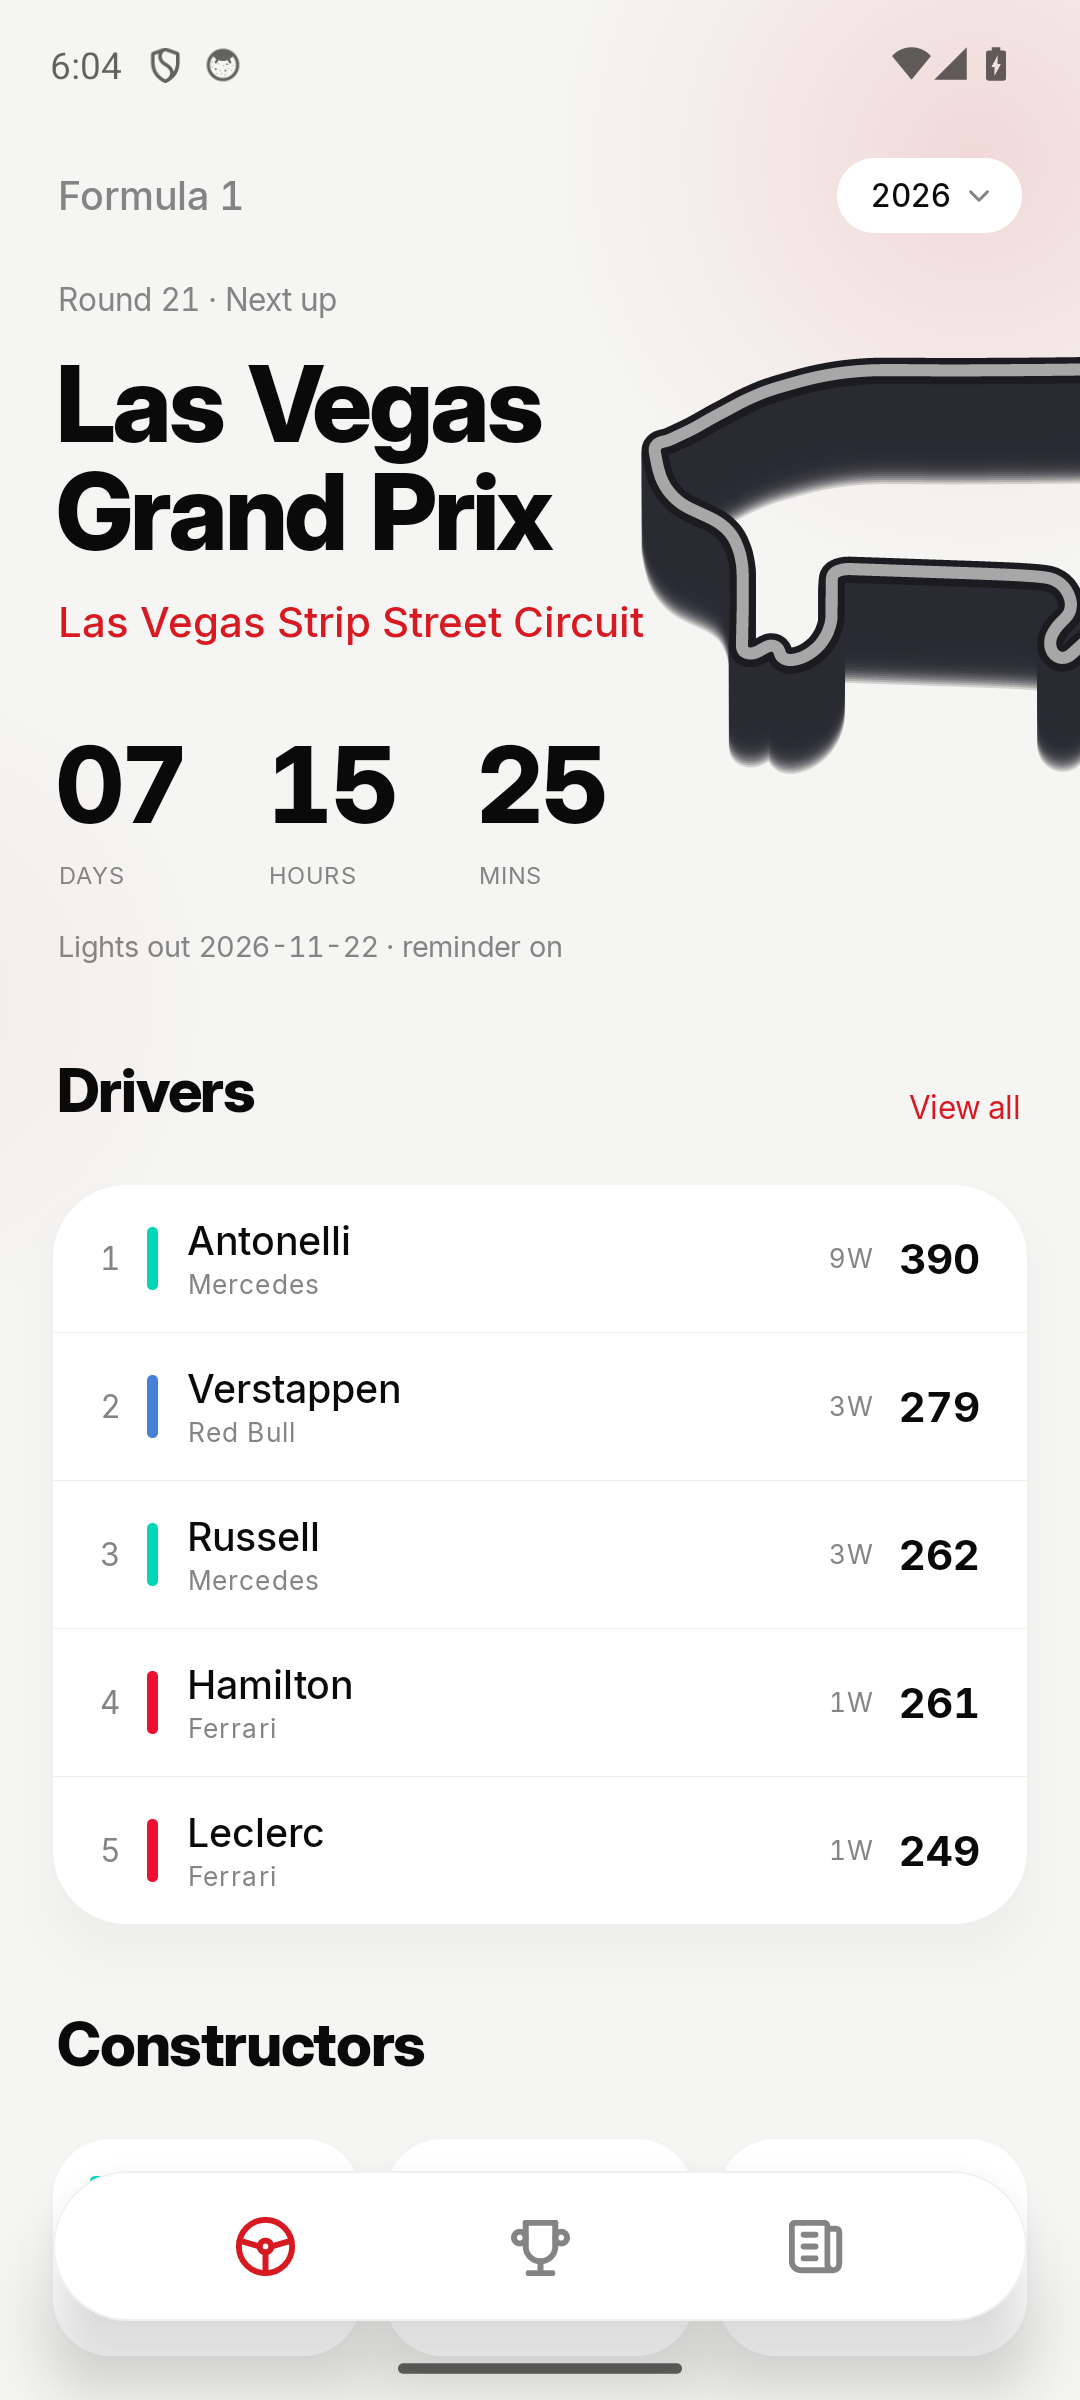 6:04
Formula 1
2026
Round 21 · Next up
Las Vegas
Grand Prix
Las Vegas Strip Street Circuit
07 15 25
DAYS HOURS MINS
Lights out 2026-11-22 · reminder on
Drivers
View all
1 Antonelli 9W 390
Mercedes
2 Verstappen 3W 279
Red Bull
3 Russell 3W 262
Mercedes
4 Hamilton 1W 261
Ferrari
5 Leclerc 1W 249
Ferrari
Constructors